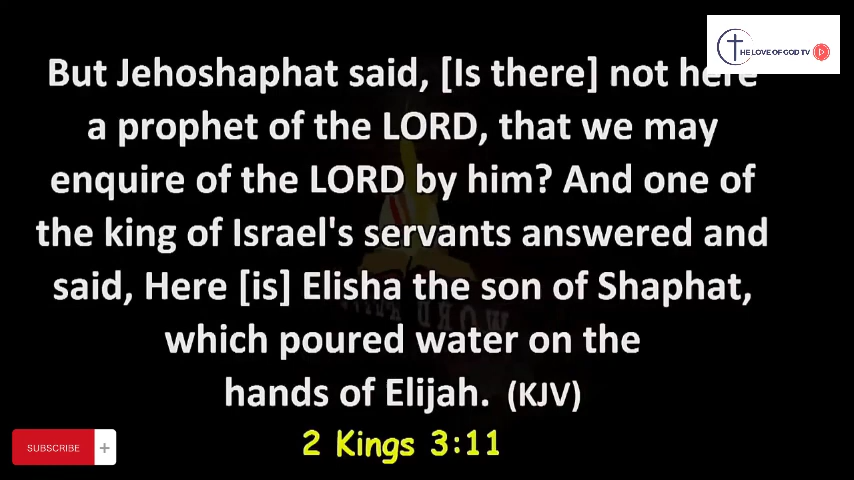 But Jehoshaphat said, [Is there] not here
a prophet of the LORD, that we may
enquire of the LORD by him? And one of
the king of Israel's servants answered and
said, Here [is] Elisha the son of Shaphat,
which poured water on the
hands of Elijah. (KJV)
2 Kings 3:11
THE LOVE OF GOD TV
SUBSCRIBE +